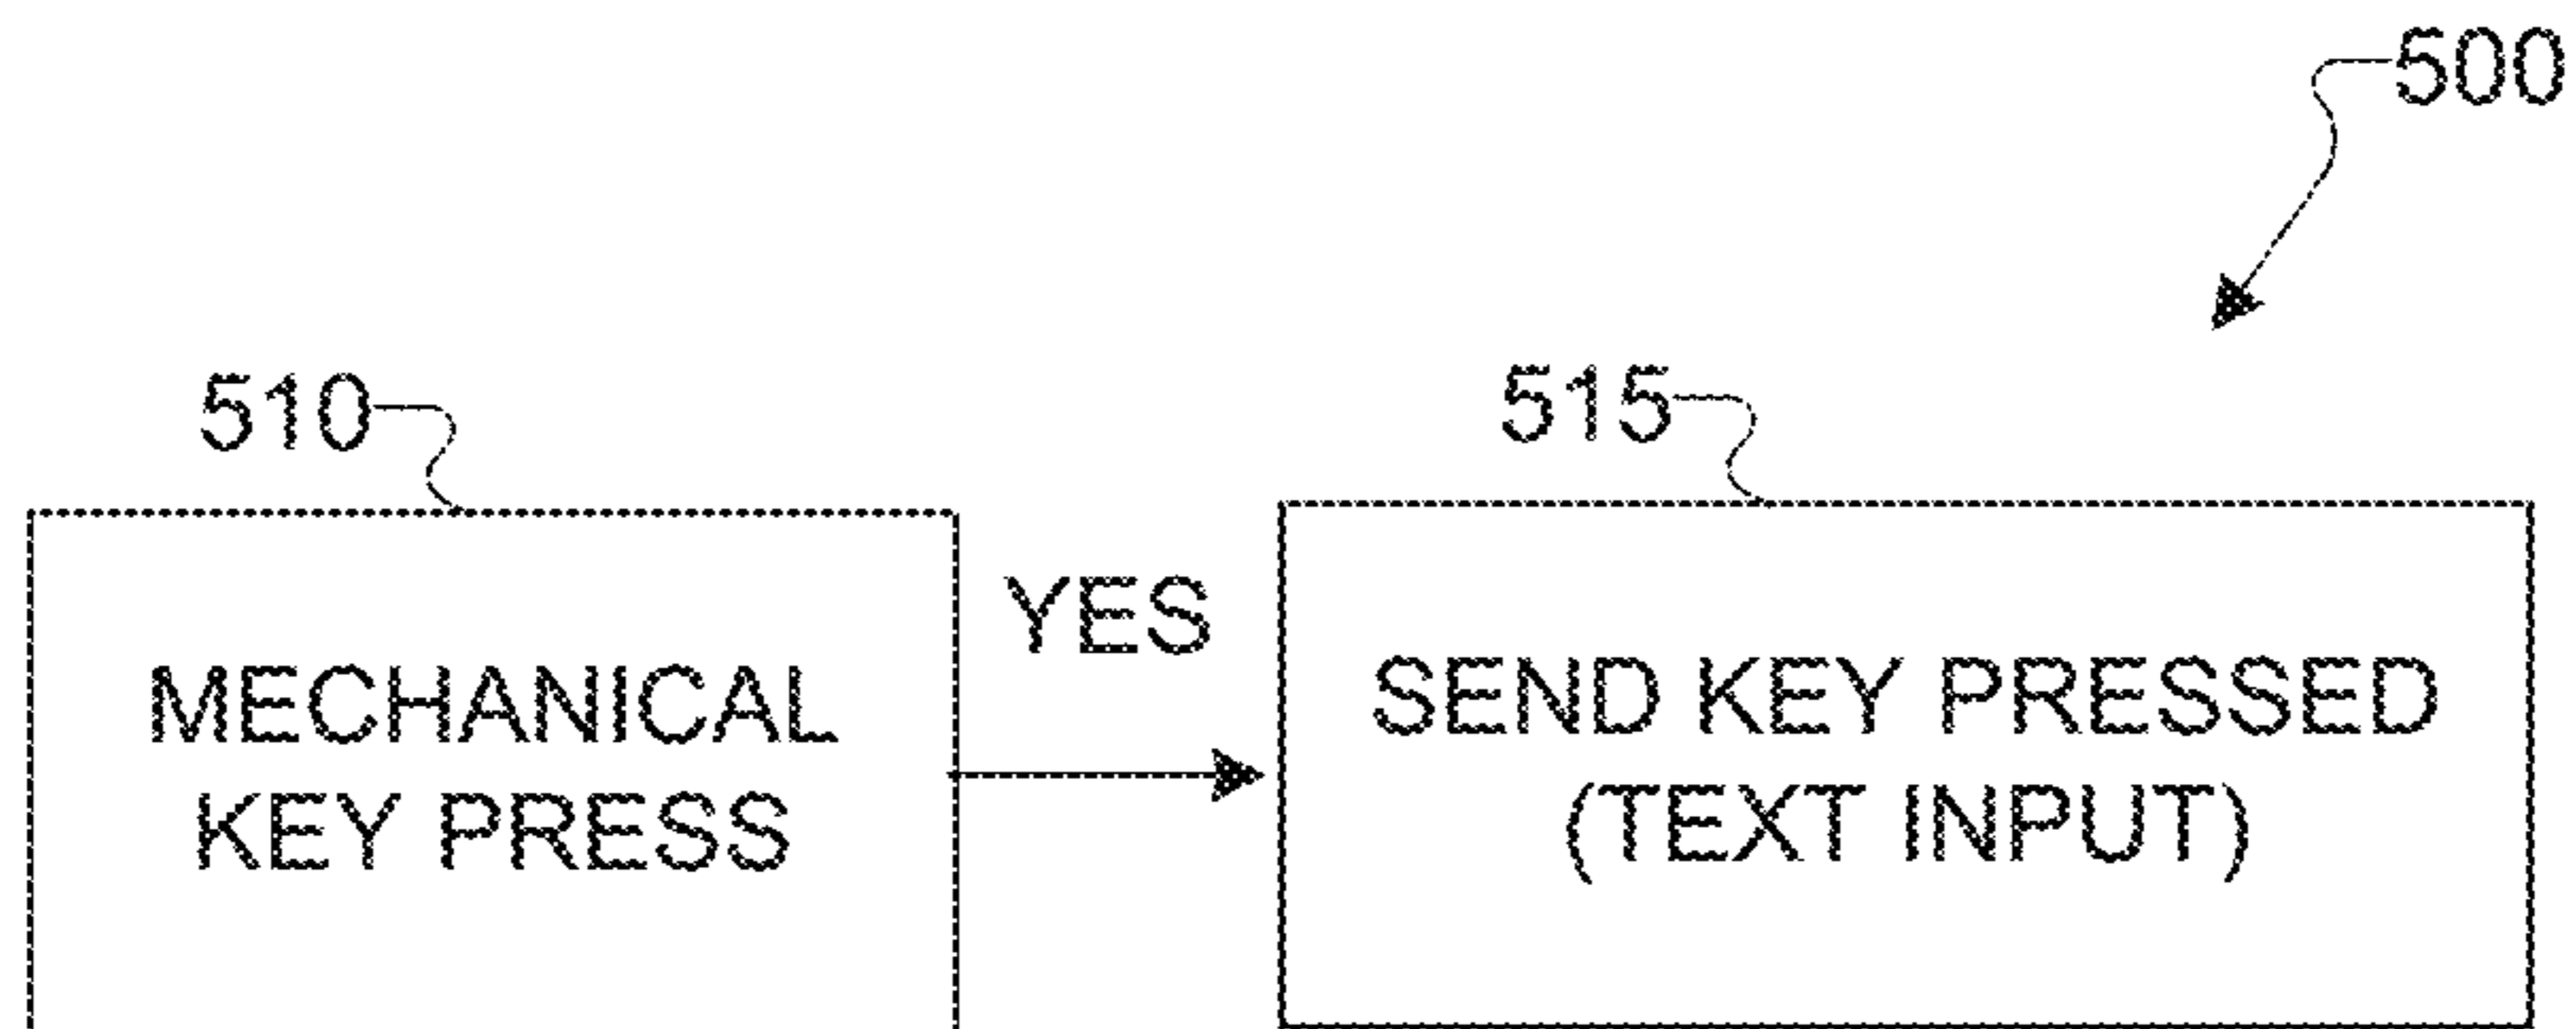 500
510
515
MECHANICAL
KEY PRESS
YES
SEND KEY PRESSED
(TEXT INPUT)